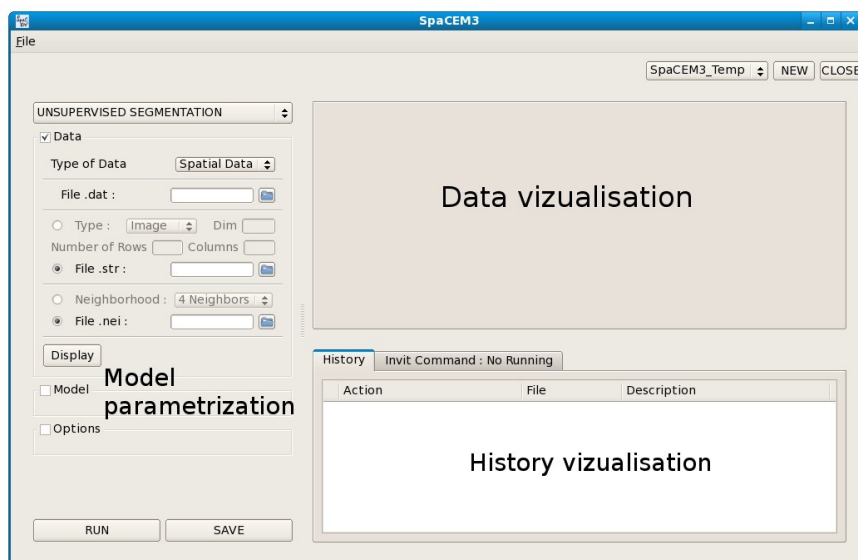 SpaCEM3
File
SpaCEM3_Temp NEW CLOSE
UNSUPERVISED SEGMENTATION
Data
Type of Data Spatial Data
File .dat :
Type : Image Dim
Number of Rows Columns
File .str :
Neighborhood : 4 Neighbors
File .nei :
Display
Model
Model
parametrization
Options
RUN SAVE
Data vizualisation
History Invit Command : No Running
Action File Description
History vizualisation